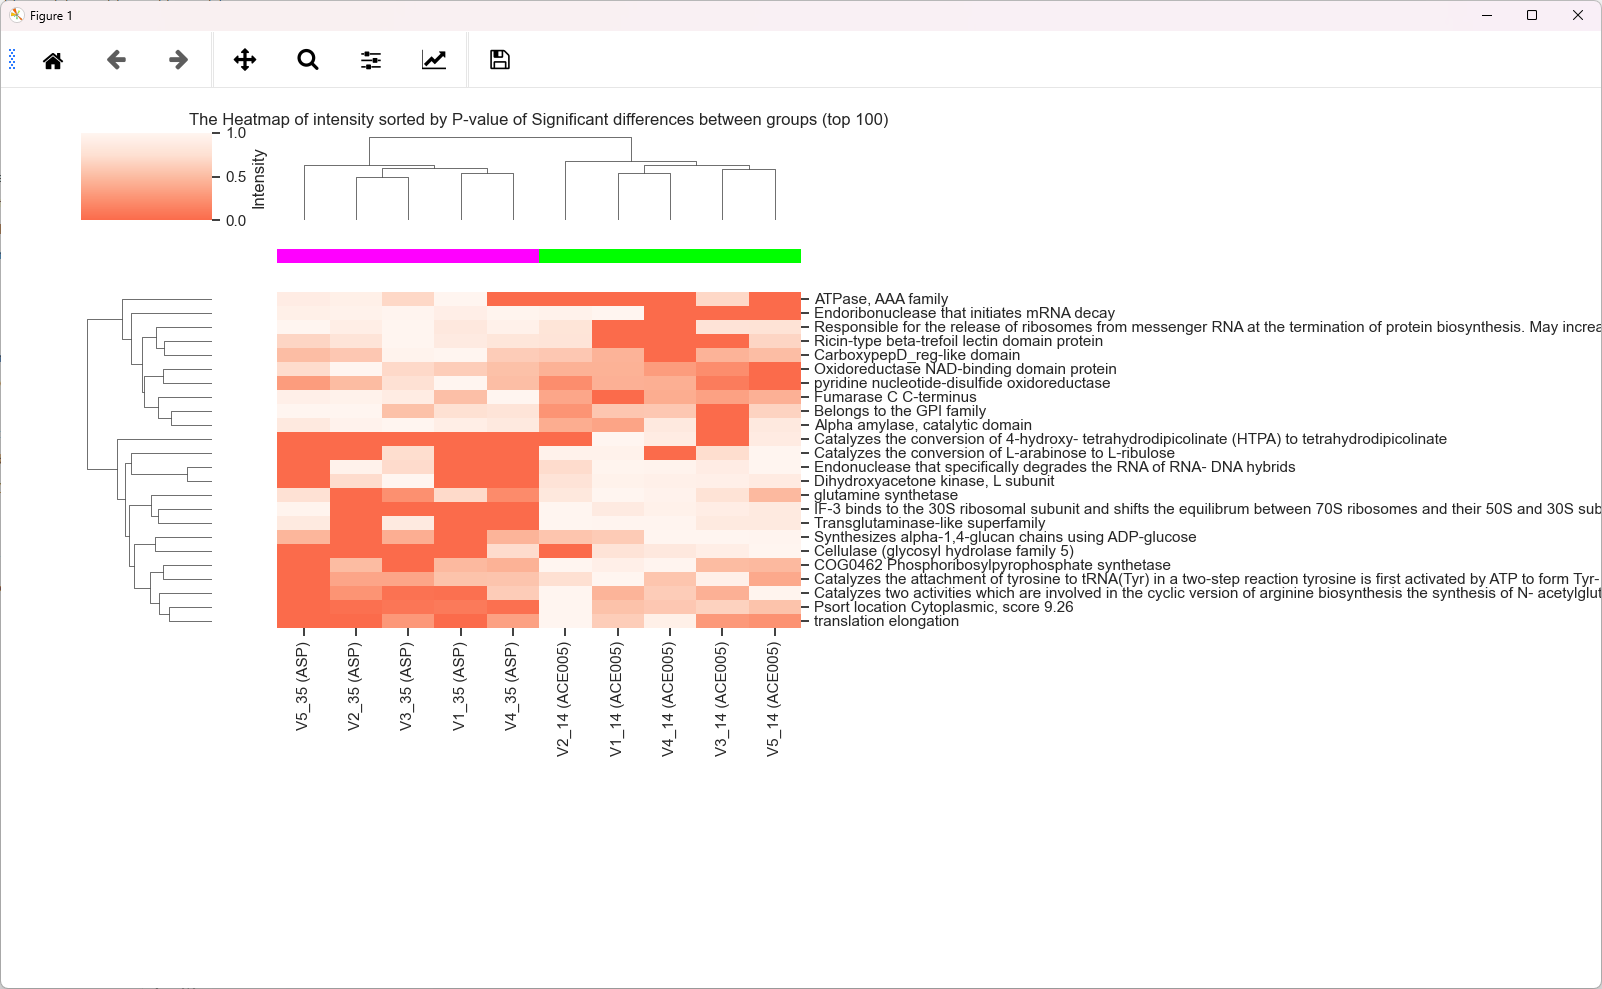 Figure 1
The Heatmap of intensity sorted by P-value of Significant differences between groups (top 100)
1.0
0.5
0.0
Intensity
ATPase, AAA family
Endoribonuclease that initiates mRNA decay
Responsible for the release of ribosomes from messenger RNA at the termination of protein biosynthesis. May increa
Ricin-type beta-trefoil lectin domain protein
CarboxypepD_reg-like domain
Oxidoreductase NAD-binding domain protein
pyridine nucleotide-disulfide oxidoreductase
Fumarase C C-terminus
Belongs to the GPI family
Alpha amylase, catalytic domain
Catalyzes the conversion of 4-hydroxy- tetrahydrodipicolinate (HTPA) to tetrahydrodipicolinate
Catalyzes the conversion of L-arabinose to L-ribulose
Endonuclease that specifically degrades the RNA of RNA- DNA hybrids
Dihydroxyacetone kinase, L subunit
glutamine synthetase
IF-3 binds to the 30S ribosomal subunit and shifts the equilibrum between 70S ribosomes and their 50S and 30S sub
Transglutaminase-like superfamily
Synthesizes alpha-1,4-glucan chains using ADP-glucose
Cellulase (glycosyl hydrolase family 5)
COG0462 Phosphoribosylpyrophosphate synthetase
Catalyzes the attachment of tyrosine to tRNA(Tyr) in a two-step reaction tyrosine is first activated by ATP to form Tyr-
Catalyzes two activities which are involved in the cyclic version of arginine biosynthesis the synthesis of N- acetylglut
Psort location Cytoplasmic, score 9.26
translation elongation
V5_35 (ASP)
V2_35 (ASP)
V3_35 (ASP)
V1_35 (ASP)
V4_35 (ASP)
V2_14 (ACE005)
V1_14 (ACE005)
V4_14 (ACE005)
V3_14 (ACE005)
V5_14 (ACE005)